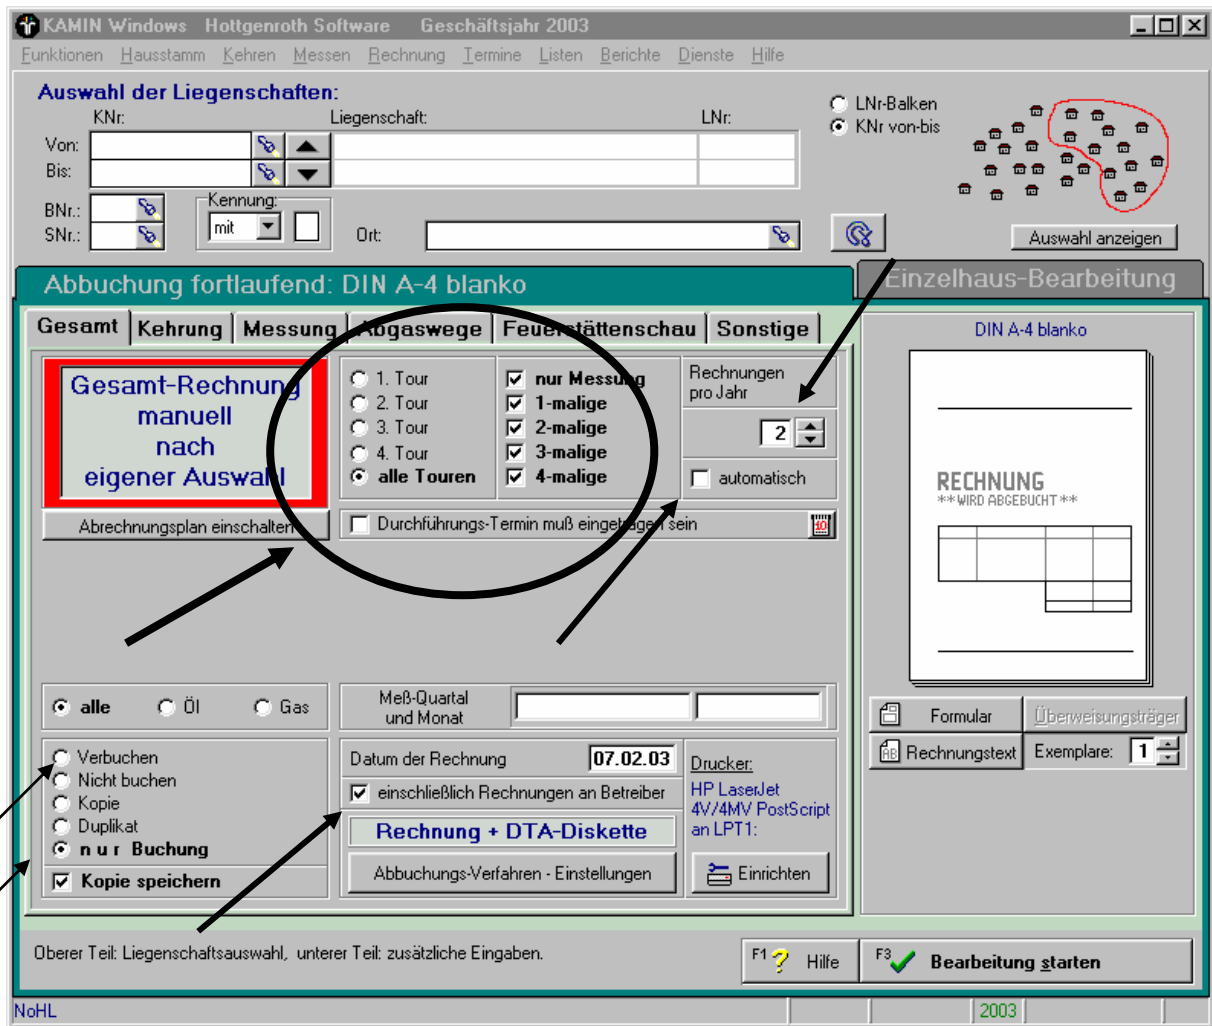 KAMIN Windows Hottgenroth Software Geschäftsjahr 2003
Funktionen Hausstamm Kehren Messen Rechnung Termine Listen Berichte Dienste Hilfe
Auswahl der Liegenschaften:
KNr: Liegenschaft: LNr:
Von:
Bis:
BNr.:
SNr.:
Kennung:
mit
Ort:
LNr-Balken
KNr von-bis
Auswahl anzeigen
Abbuchung fortlaufend: DIN A-4 blanko
Einzelhaus-Bearbeitung
Gesamt Kehrung Messung Abgaswege Feuerstättenschau Sonstige
Gesamt-Rechnung
manuell
nach
eigener Auswahl
Abrechnungsplan einschalten
1. Tour
2. Tour
3. Tour
4. Tour
alle Touren
nur Messung
1-malige
2-malige
3-malige
4-malige
Rechnungen
pro Jahr
2
automatisch
Durchführungs-Termin muß eingetragen sein
10
alle Öl Gas
Meß-Quartal
und Monat
Verbuchen
Nicht buchen
Kopie
Duplikat
n u r Buchung
Kopie speichern
Datum der Rechnung 07.02.03
einschließlich Rechnungen an Betreiber
Rechnung + DTA-Diskette
Abbuchungs-Verfahren - Einstellungen
Drucker:
HP LaserJet
4V/4MV PostScript
an LPT1:
Einrichten
DIN A-4 blanko
RECHNUNG
**WIRD ABGEBUCHT**
Formular Überweisungsträger
AB Rechnungstext Exemplare: 1
Oberer Teil: Liegenschaftsauswahl, unterer Teil: zusätzliche Eingaben.
F1 ? Hilfe
F3 Bearbeitung starten
NoHL 2003